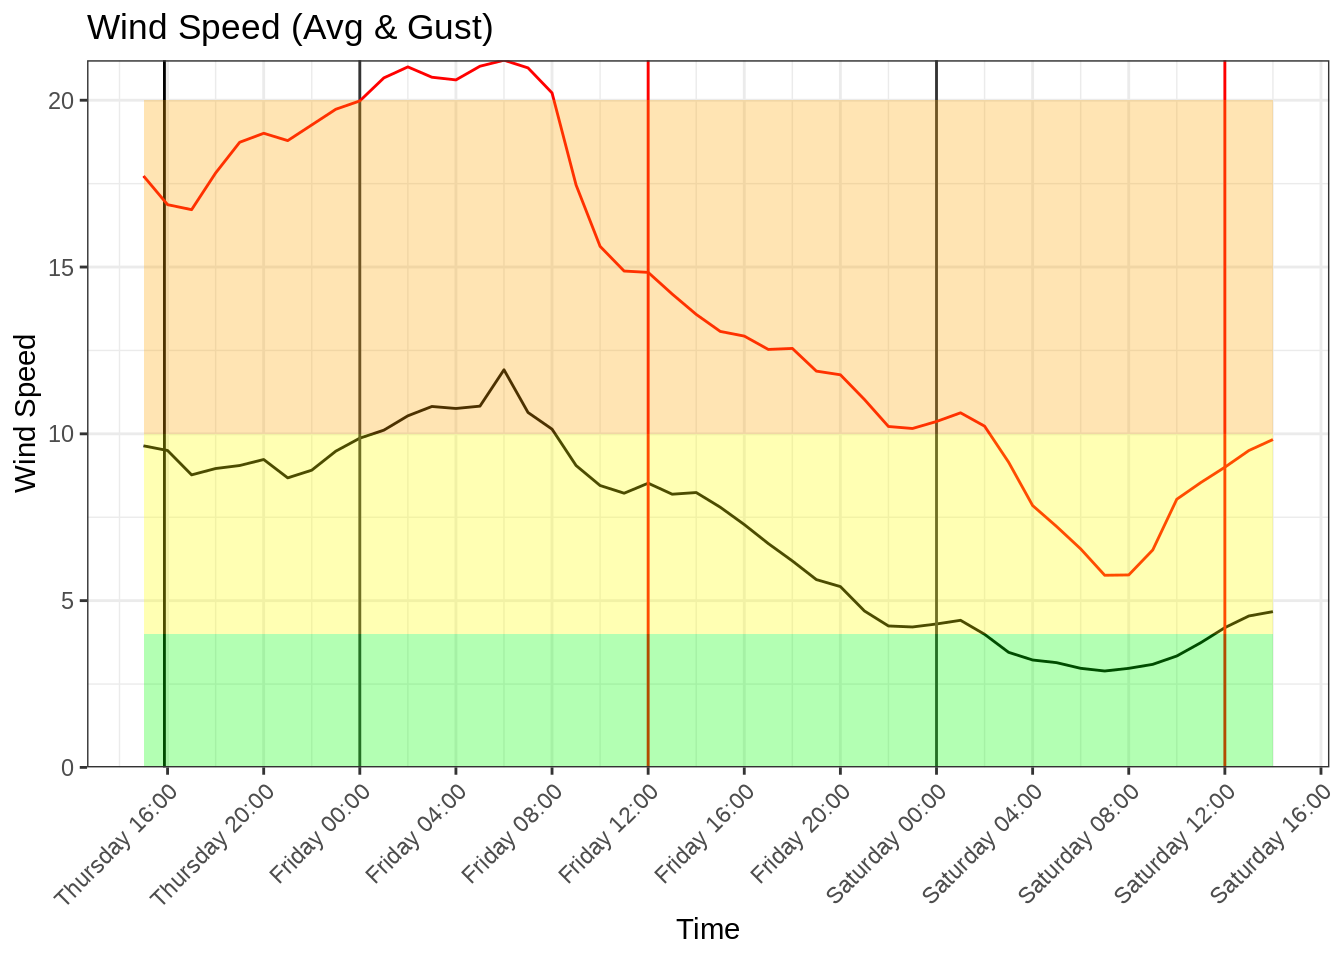 Wind Speed (Avg & Gust)
Wind Speed
20
15
10
5
0
Thursday 16:00
Thursday 20:00
Friday 00:00
Friday 04:00
Friday 08:00
Friday 12:00
Friday 16:00
Friday 20:00
Saturday 00:00
Saturday 04:00
Saturday 08:00
Saturday 12:00
Saturday 16:00
Time